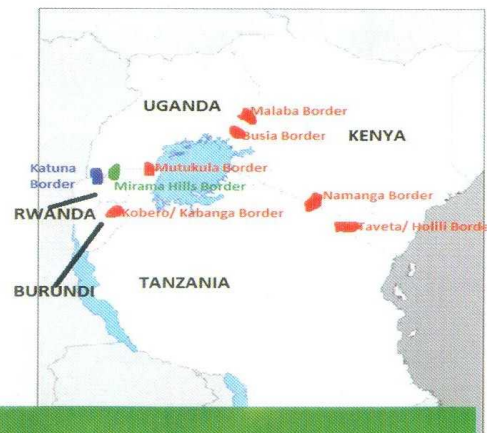 UGANDA
Malaba Border
Busia Border
KENYA
Katuna
Border
Mutukula Border
Mirama Hills Border
Namanga Border
RWANDA
Kobero/ Kabanga Border
Taveta/ Holili Borde
BURUNDI
TANZANIA